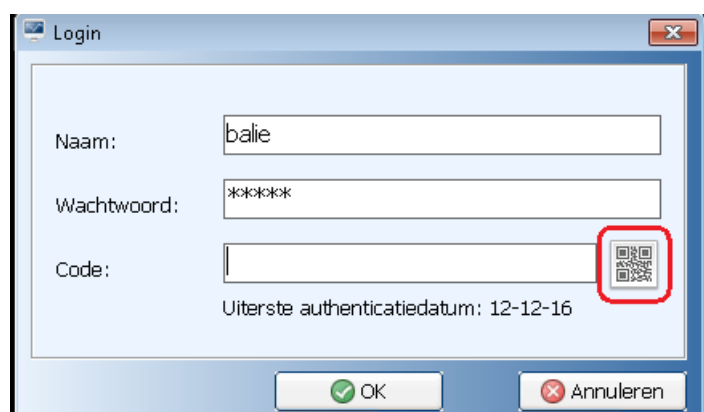 Login
Naam: balie
Wachtwoord: *****
Code:
Uiterste authenticatiedatum: 12-12-16
OK Annuleren